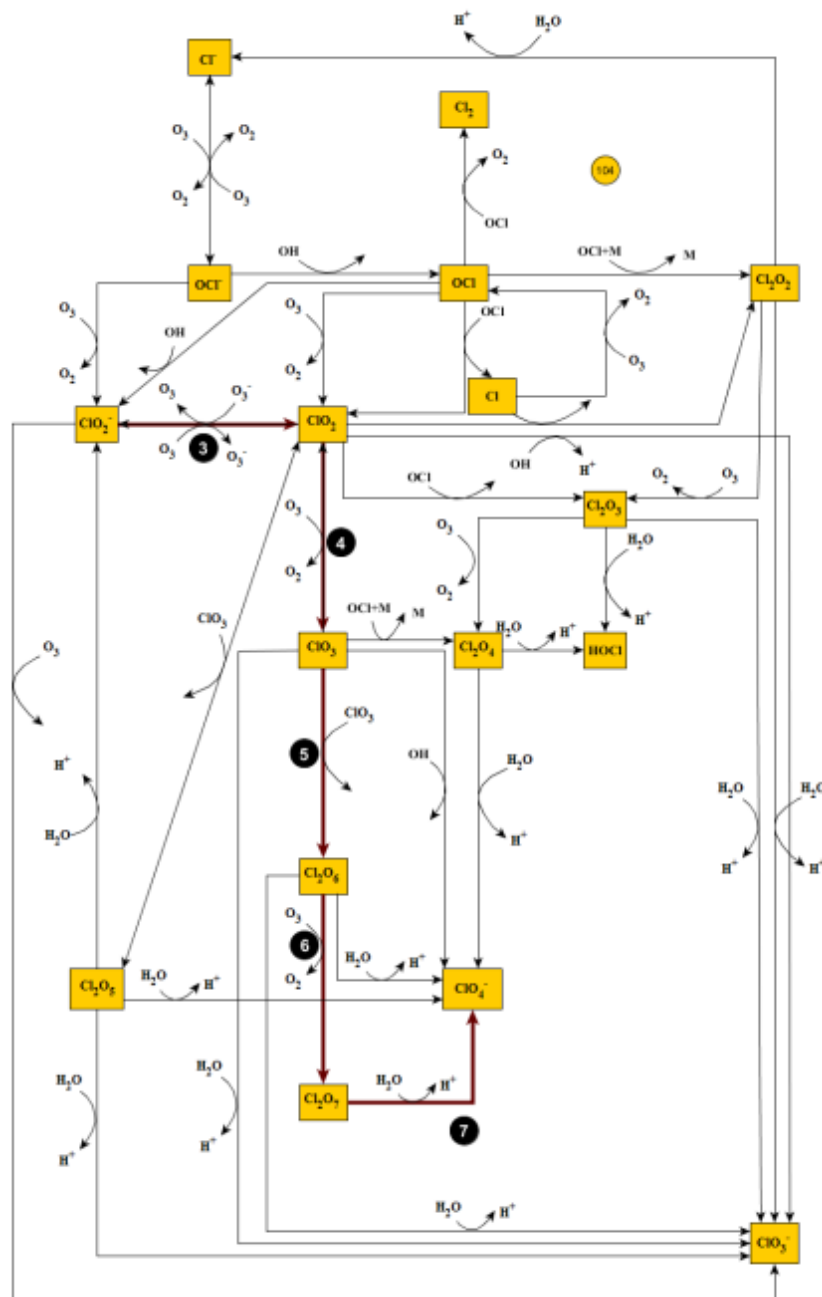 H⁺ H₂O
Cl⁻
Cl₂
O₃ O₂
O₂ O₃
O₂
OCl
104
OH
OCl+M M
OCl⁻
OCl
Cl₂O₂
O₃
O₂
OH
O₃
O₂
OCl
O₂
O₃
Cl
O₃ O₃⁻
ClO₂⁻
ClO₂
O₃ O₃⁻
3
OH H⁺
OCl
O₂ O₃
Cl₂O₃
O₃
O₂
4
O₃
O₂
H₂O
H⁺
ClO₃
OCl+M M
ClO₃
Cl₂O₄
H₂O H⁺
HOCl
O₃
5
ClO₃
OH
H₂O
H⁺
H⁺
H₂O
H₂O
H⁺
H₂O
H⁺
Cl₂O₆
O₃
O₂
6
H₂O H⁺
Cl₂O₅
H₂O H⁺
ClO₄⁻
H₂O
H⁺
H₂O
H⁺
Cl₂O₇
H₂O H⁺
7
H₂O H⁺
ClO₃⁻